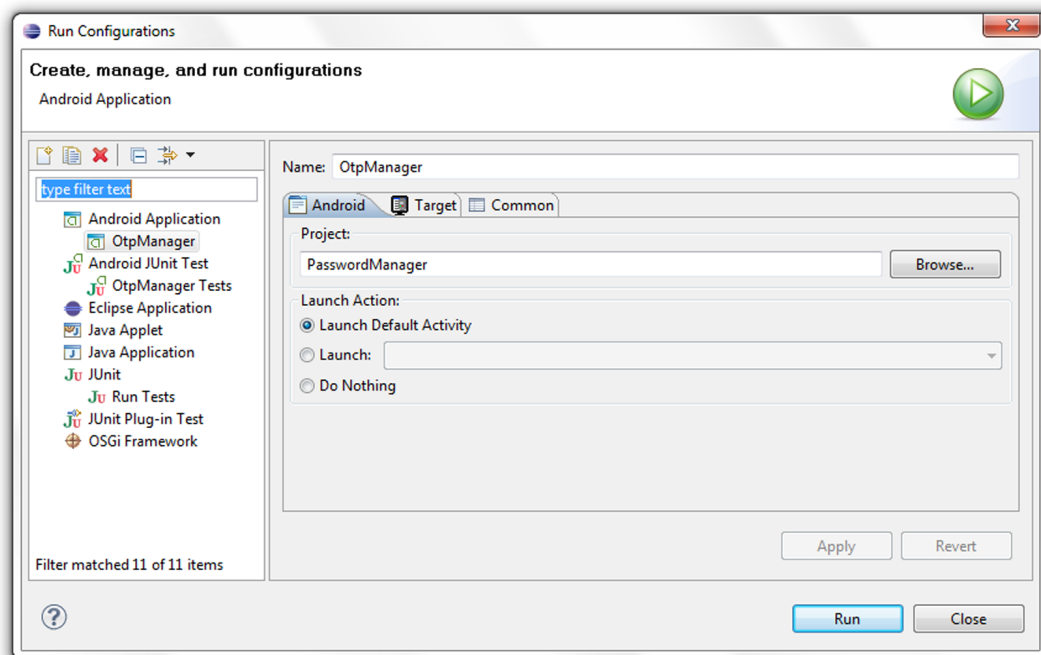 Run Configurations
Create, manage, and run configurations
Android Application
type filter text
Android Application
OtpManager
Android JUnit Test
OtpManager Tests
Eclipse Application
Java Applet
Java Application
JUnit
Run Tests
JUnit Plug-in Test
OSGi Framework
Filter matched 11 of 11 items
Name: OtpManager
Android Target Common
Project:
PasswordManager Browse...
Launch Action:
Launch Default Activity
Launch:
Do Nothing
Apply Revert
Run Close